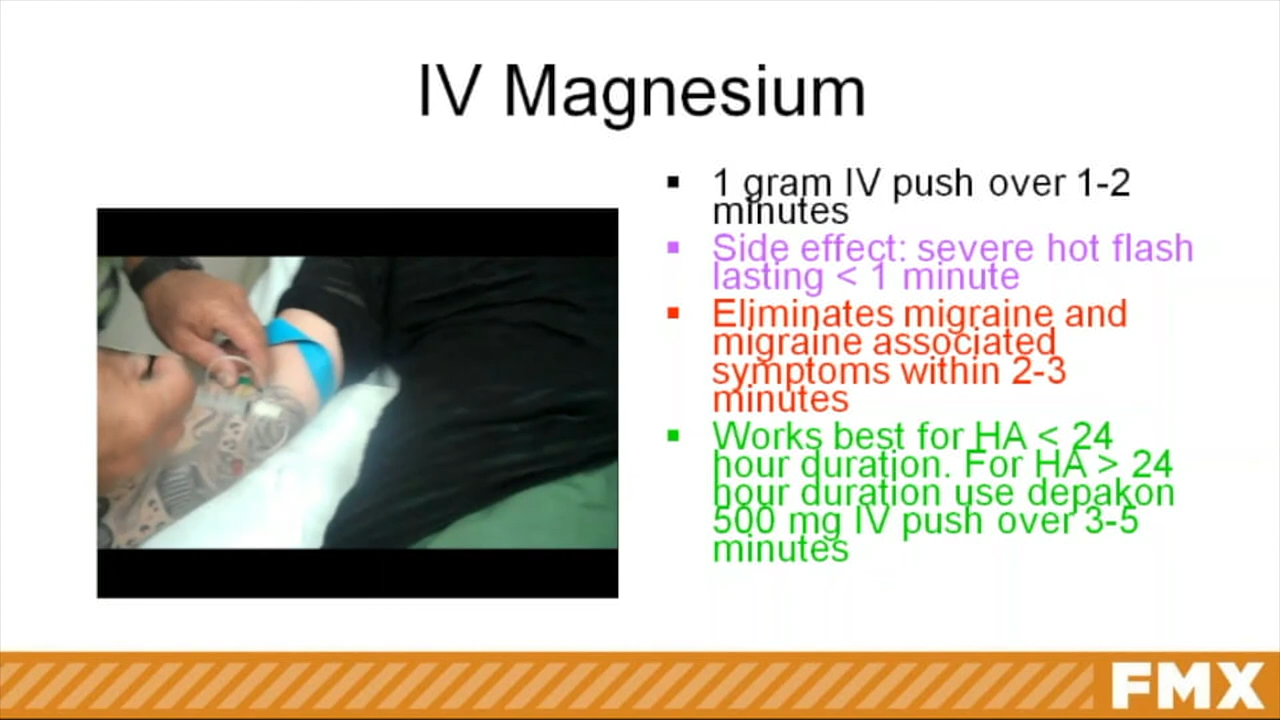 IV Magnesium
▪ 1 gram IV push over 1-2
minutes
▪ Side effect: severe hot flash
lasting < 1 minute
▪ Eliminates migraine and
migraine associated
symptoms within 2-3
minutes
▪ Works best for HA < 24
hour duration. For HA > 24
hour duration use depakon
500 mg IV push over 3-5
minutes
FMX